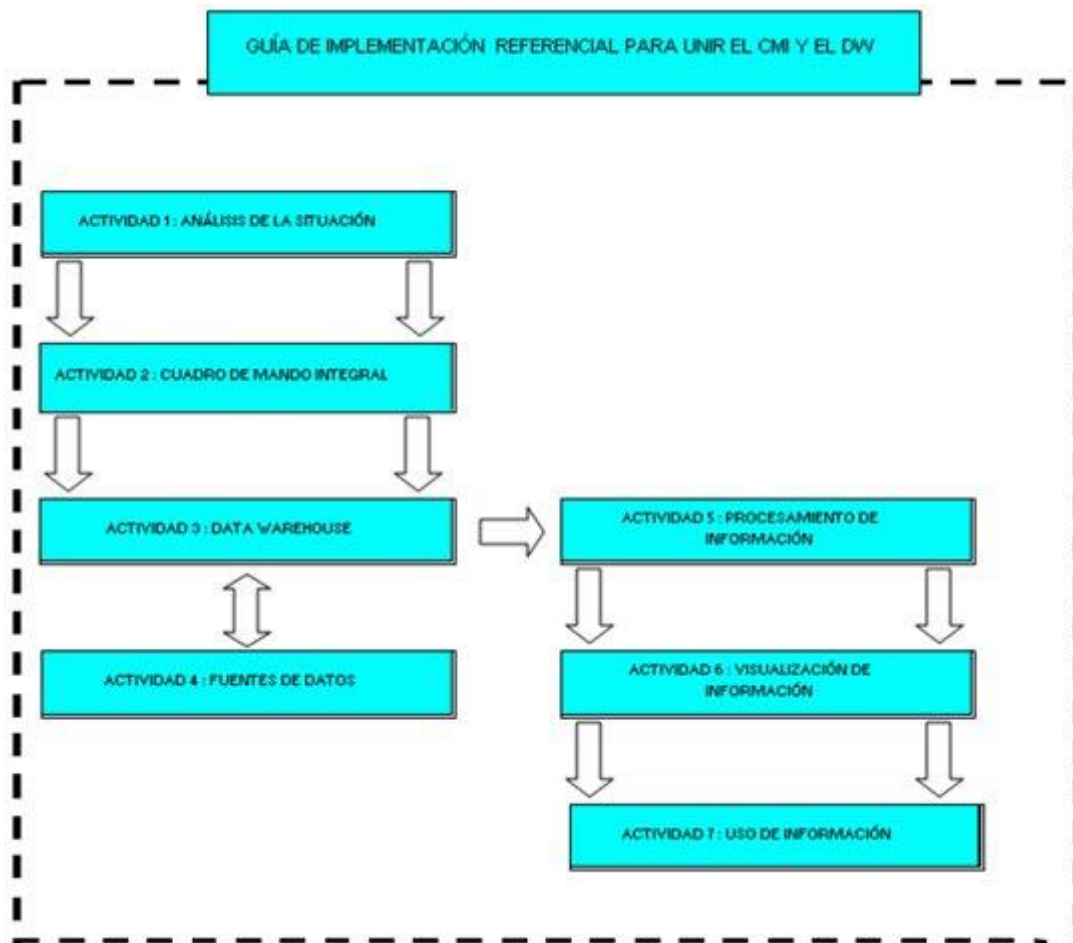 GUÍA DE IMPLEMENTACIÓN REFERENCIAL PARA UNIR EL CMI Y EL DW
ACTIVIDAD 1 : ANÁLISIS DE LA SITUACIÓN
ACTIVIDAD 2 : CUADRO DE MANDO INTEGRAL
ACTIVIDAD 3 : DATA WAREHOUSE
ACTIVIDAD 4 : FUENTES DE DATOS
ACTIVIDAD 5 : PROCESAMIENTO DE
INFORMACIÓN
ACTIVIDAD 6 : VISUALIZACIÓN DE
INFORMACIÓN
ACTIVIDAD 7 : USO DE INFORMACIÓN